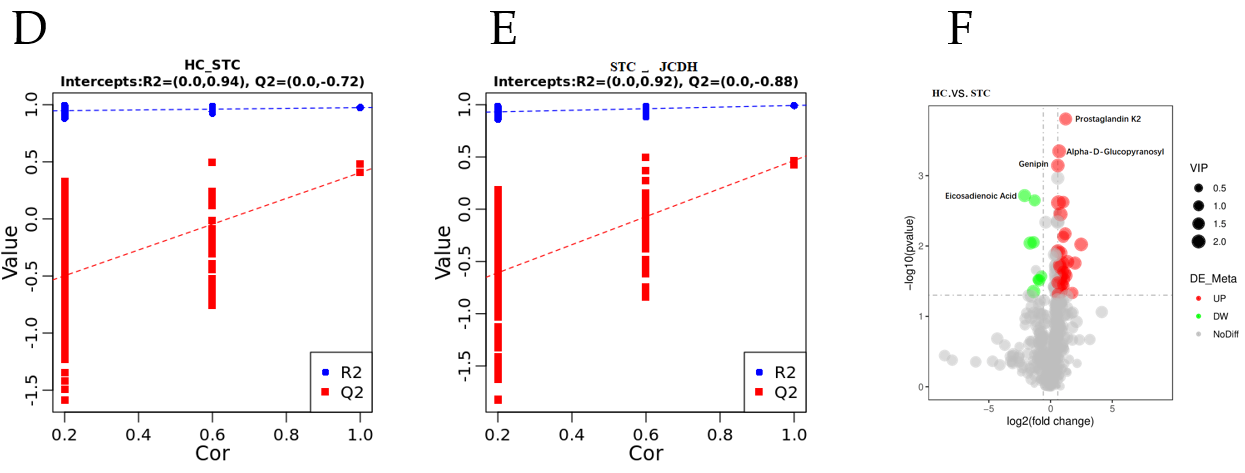 D
HC_STC
Intercepts:R2=(0.0,0.94), Q2=(0.0,-0.72)
Value
1.0
0.5
0.0
-0.5
-1.0
-1.5
R2
Q2
0.2
0.4
0.6
0.8
1.0
Cor
E
STC _ JCDH
Intercepts:R2=(0.0,0.92), Q2=(0.0,-0.88)
Value
1.0
0.5
0.0
-0.5
-1.0
-1.5
R2
Q2
0.2
0.4
0.6
0.8
1.0
Cor
F
HC.VS. STC
Prostaglandin K2
Alpha-D-Glucopyranosyl
Genipin
Eicosadienoic Acid
−log10(pvalue)
3
2
1
0
−5
0
5
log2(fold change)
VIP
0.5
1.0
1.5
2.0
DE_Meta
UP
DW
NoDiff